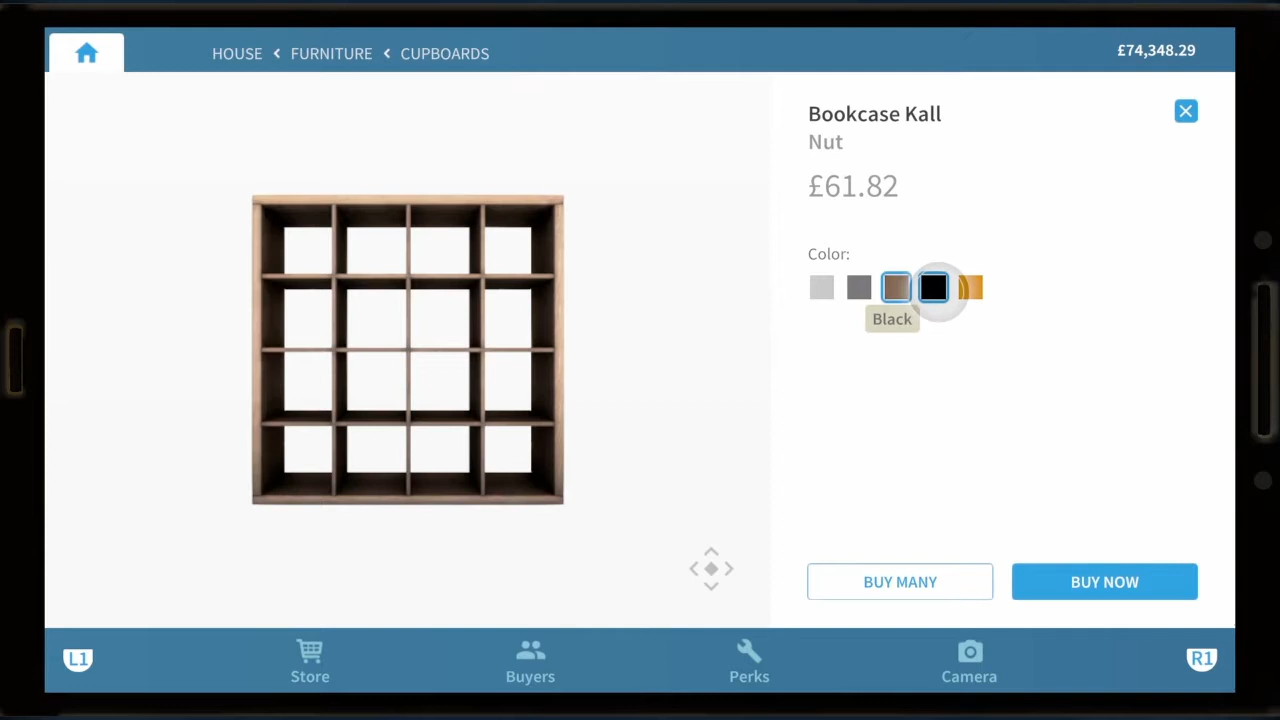 HOUSE < FURNITURE < CUPBOARDS
£74,348.29
Bookcase Kall
Nut
£61.82
Color:
Black
BUY MANY
BUY NOW
L1
Store
Buyers
Perks
Camera
R1